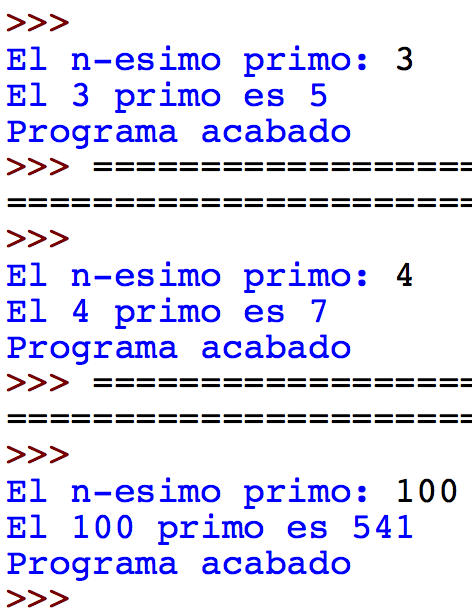 >>>
El n-esimo primo: 3
El 3 primo es 5
Programa acabado
>>> ==================
======================
>>>
El n-esimo primo: 4
El 4 primo es 7
Programa acabado
>>> ==================
======================
>>>
El n-esimo primo: 100
El 100 primo es 541
Programa acabado
>>>